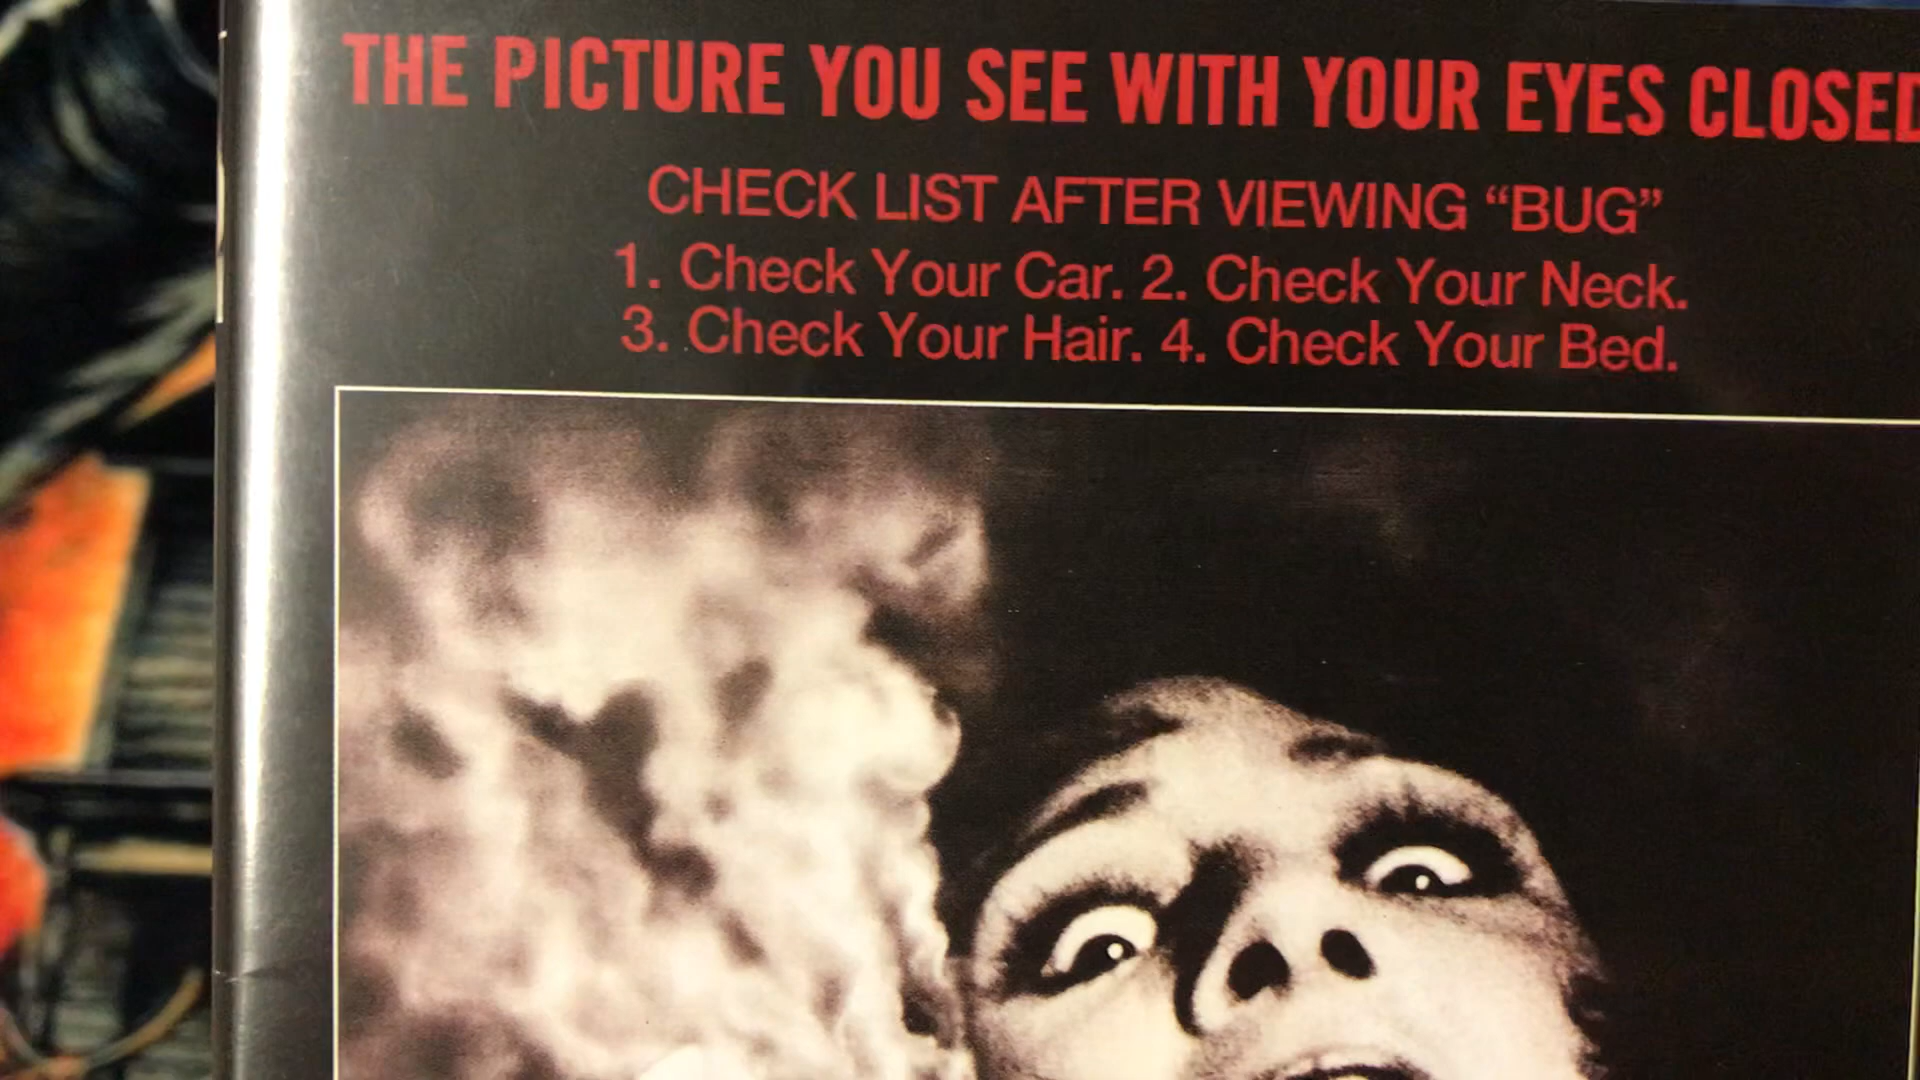 THE PICTURE YOU SEE WITH YOUR EYES CLOSED
CHECK LIST AFTER VIEWING “BUG”
1. Check Your Car. 2. Check Your Neck.
3. Check Your Hair. 4. Check Your Bed.